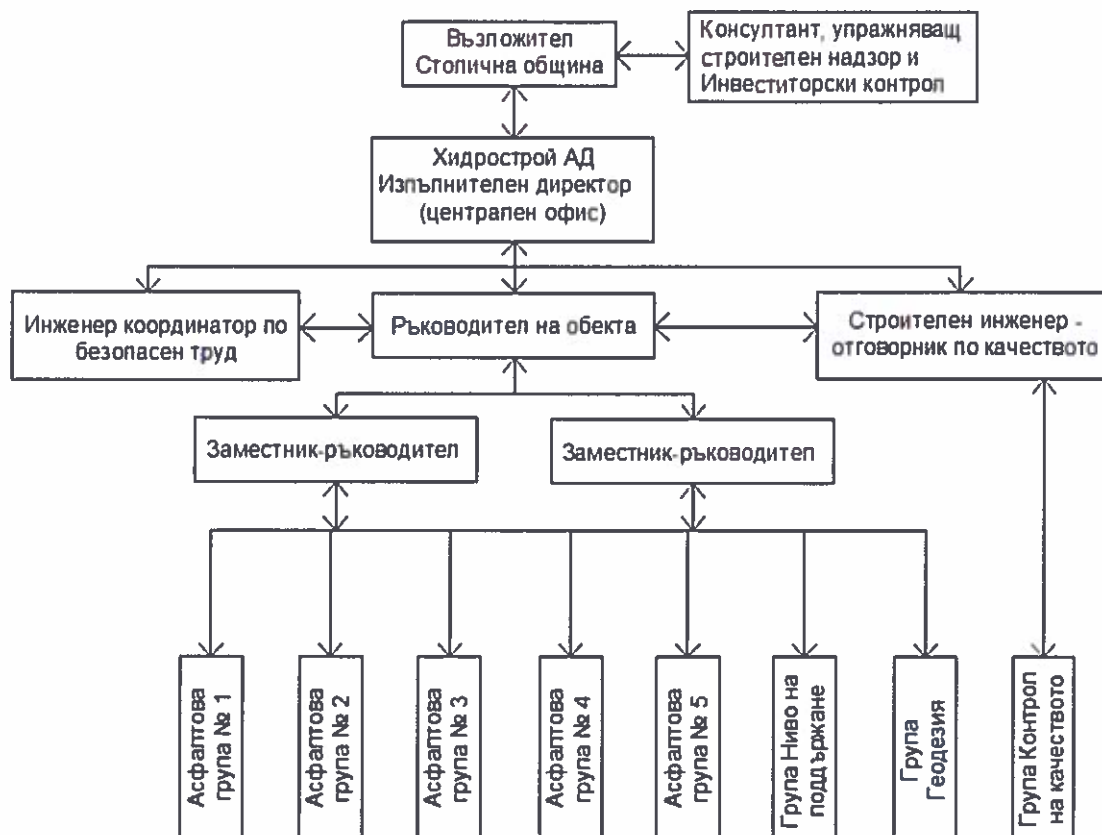 Възложител
Столична община
Консултант, упражняващ
строителен надзор и
Инвеститорски контрол
Хидрострой АД
Изпълнителен директор
(централен офис)
Инженер координатор по
безопасен труд
Ръководител на обекта
Строителен инженер -
отговорник по качеството
Заместник-ръководител
Заместник-ръководител
Асфалтова
група № 1
Асфалтова
група № 2
Асфалтова
група № 3
Асфалтова
група № 4
Асфалтова
група № 5
Група Ниво на
поддържане
Група
Геодезия
Група Контрол
на качеството